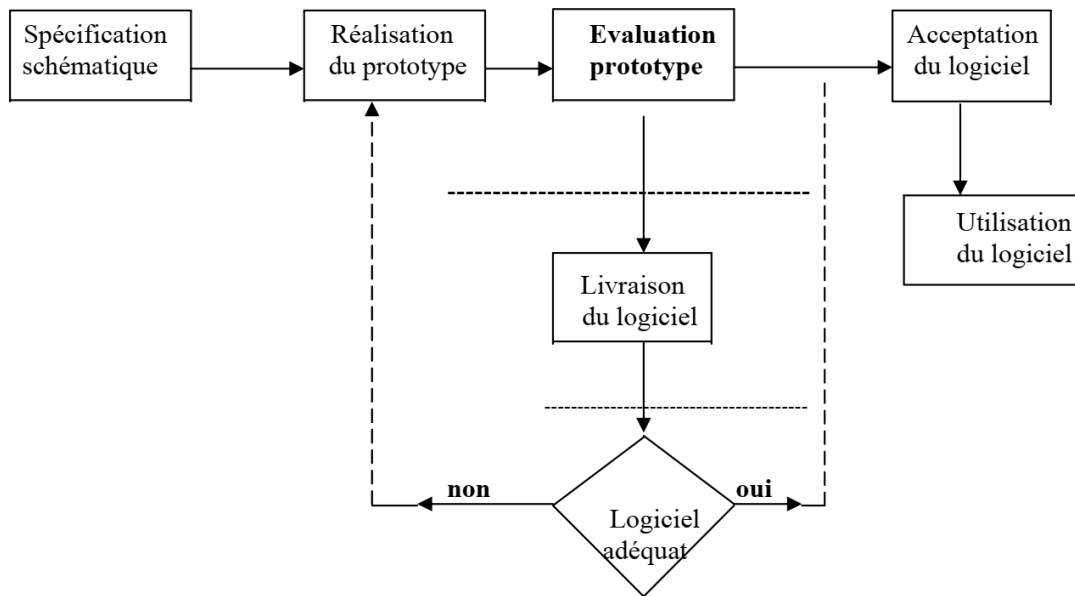 Spécification
schématique
Réalisation
du prototype
Evaluation
prototype
Acceptation
du logiciel
Utilisation
du logiciel
Livraison
du logiciel
non
oui
Logiciel
adéquat